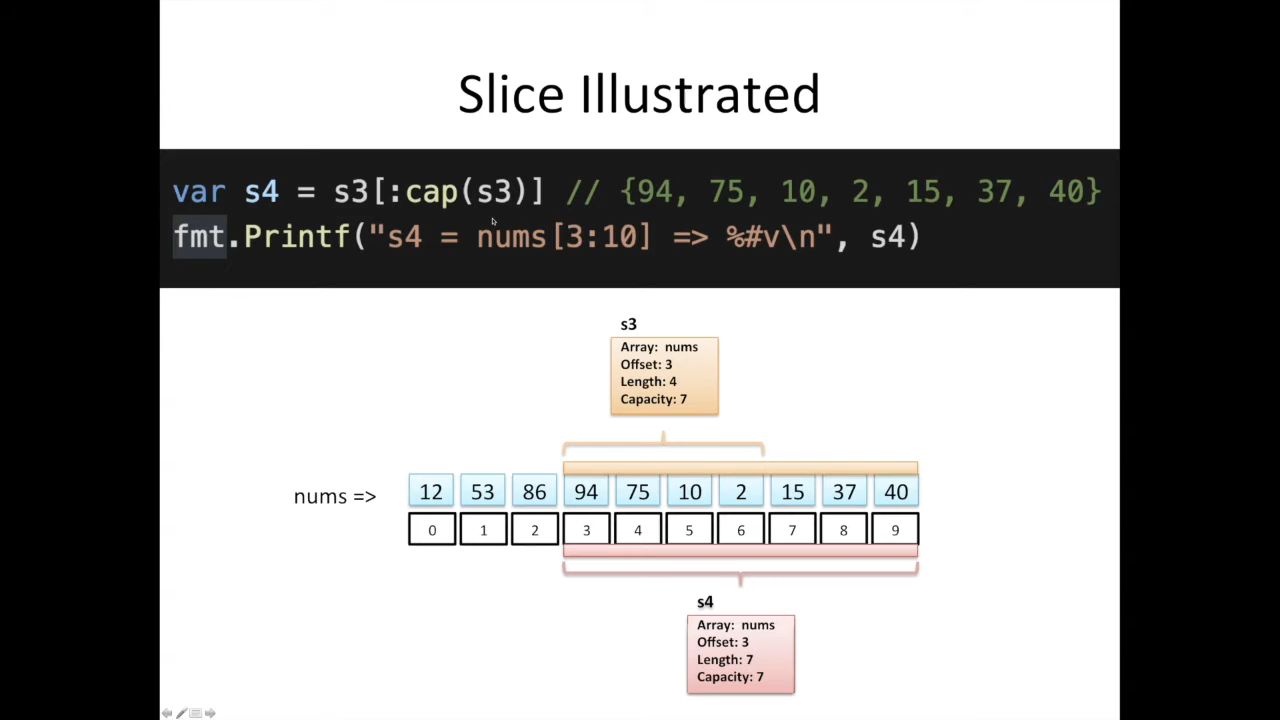 Slice Illustrated
var s4 = s3[:cap(s3)] // {94, 75, 10, 2, 15, 37, 40}
fmt.Printf("s4 = nums[3:10] => %#v\n", s4)
s3
Array: nums
Offset: 3
Length: 4
Capacity: 7
nums => 12 53 86 94 75 10 2 15 37 40
0 1 2 3 4 5 6 7 8 9
s4
Array: nums
Offset: 3
Length: 7
Capacity: 7